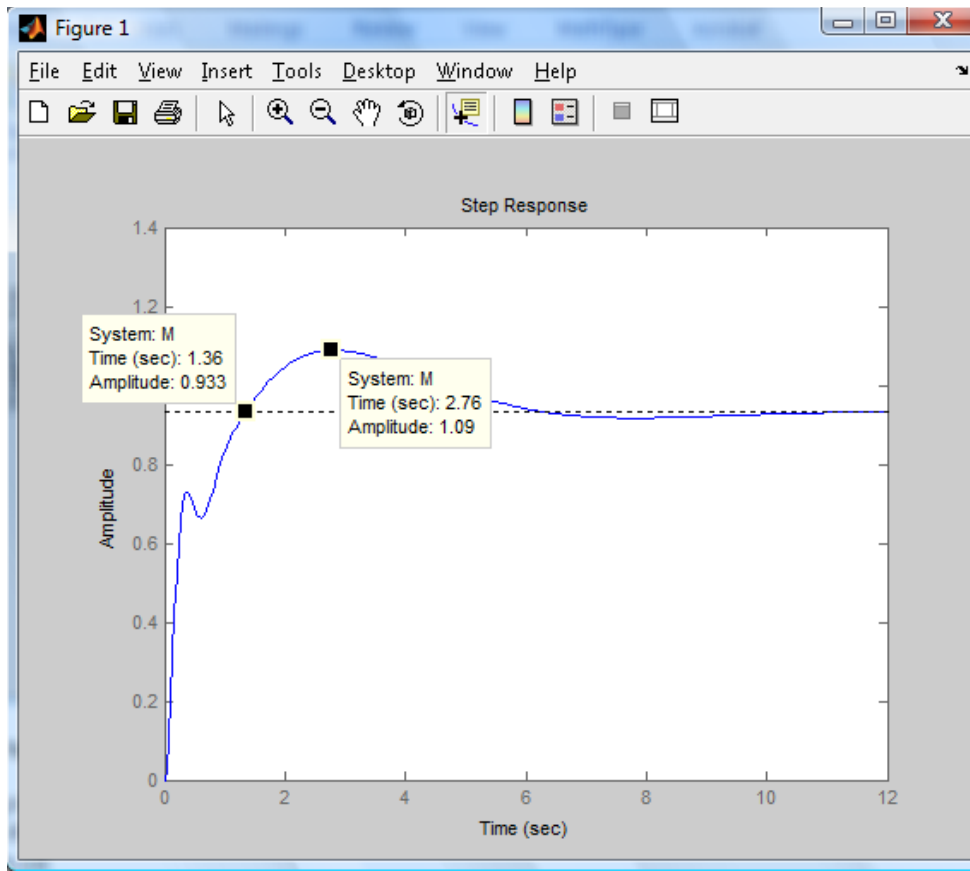 Figure 1
File Edit View Insert Tools Desktop Window Help
Step Response
1.4
1.2
System: M
Time (sec): 1.36
Amplitude: 0.933
System: M
Time (sec): 2.76
Amplitude: 1.09
0.8
Amplitude
0.6
0.4
0.2
0
0 2 4 6 8 10 12
Time (sec)